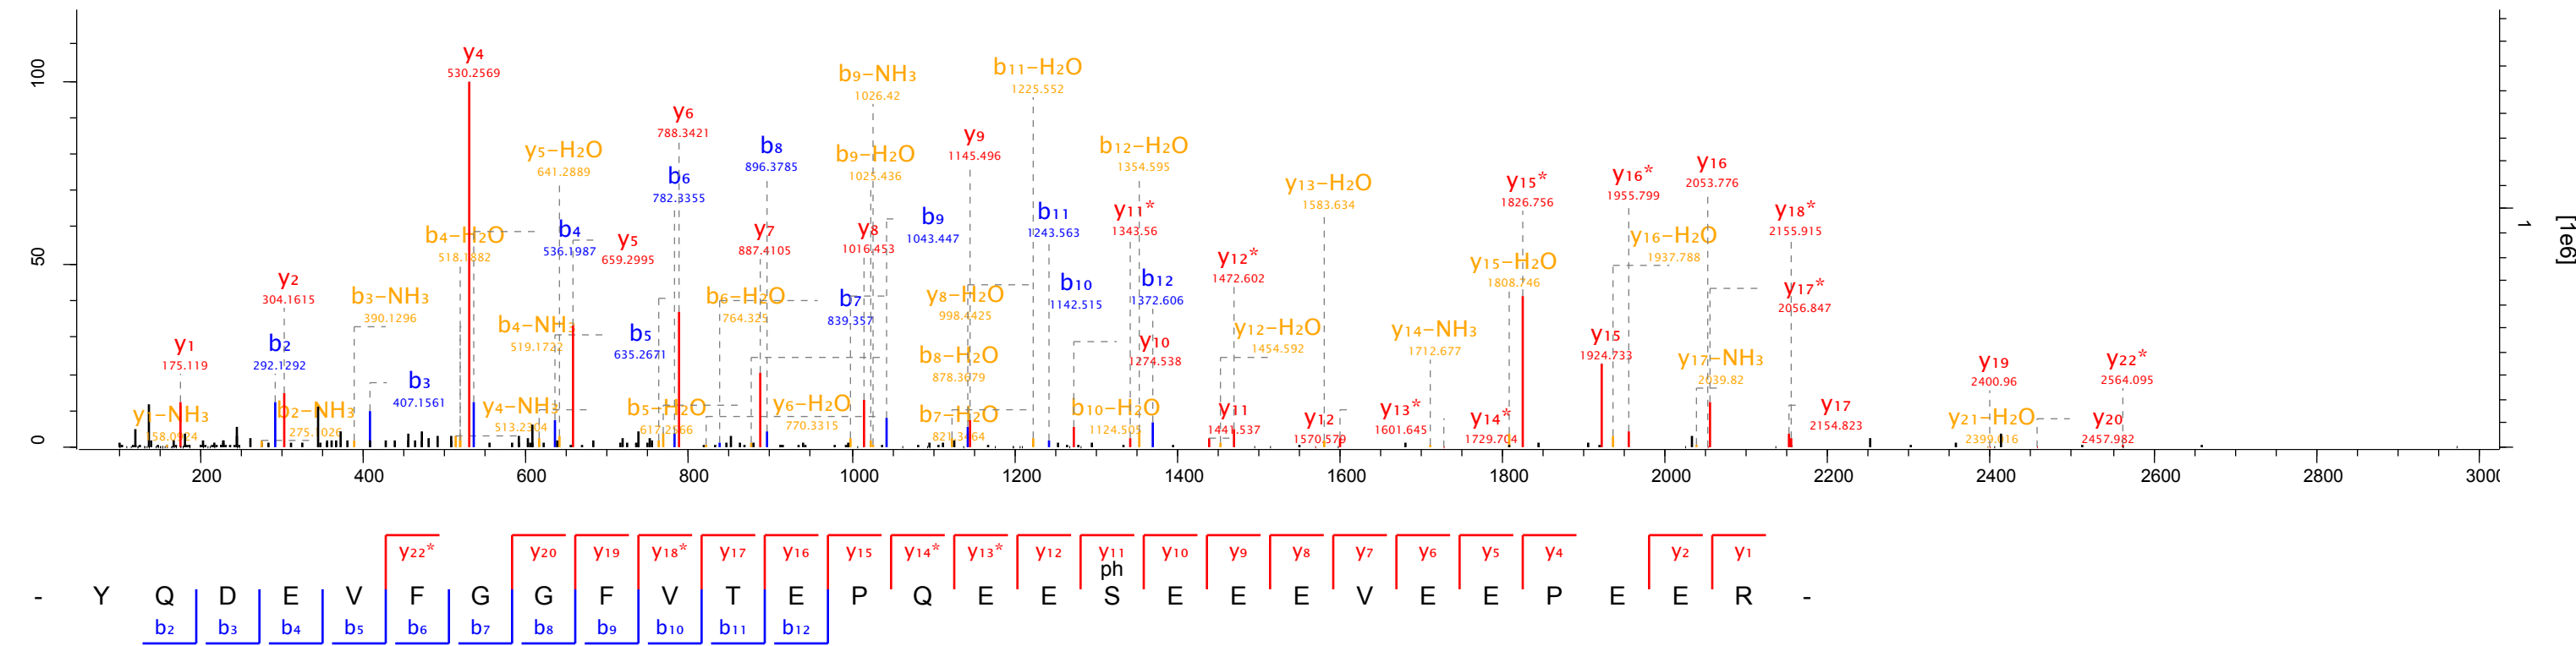 y4
530.2569
b9-NH3
1026.42
b11-H2O
1225.552
y6
788.3421
y5-H2O
641.2889
b8
896.3785
b9-H2O
1025.436
y9
1145.496
b12-H2O
1354.595
b6
782.3355
y13-H2O
1583.634
y15*
1826.756
y16*
1955.799
y16
2053.776
b4-H2O
518.1882
b4
536.1987
y5
659.2995
y7
887.4105
y8
1016.453
b9
1043.447
b11
1243.563
y11*
1343.56
y12*
1472.602
y15-H2O
1808.746
y16-H2O
1937.788
y18*
2155.915
y2
304.1615
b3-NH3
390.1296
b4-NH3
519.1722
b6-H2O
764.325
b7
839.357
y8-H2O
998.4425
b10
1142.515
b12
1372.606
y17*
2056.847
y1
175.119
b2
292.1292
b5
635.2671
b8-H2O
878.3679
y10
1274.538
y12-H2O
1454.592
y14-NH3
1712.677
y15
1924.733
y17-NH3
2039.82
y19
2400.96
y22*
2564.095
b3
407.1561
y1-NH3
158.0924
b2-NH3
275.1026
y4-NH3
513.2304
b5-H2O
617.2566
y6-H2O
770.3315
b7-H2O
821.3464
b10-H2O
1124.505
y11
1441.537
y12
1570.579
y13*
1601.645
y14*
1729.704
y17
2154.823
y21-H2O
y20
2457.982
0 50 100
1
[1e6]
200 400 600 800 1000 1200 1400 1600 1800 2000 2200 2400 2600 2800 3000
y22* y20 y19 y18* y17 y16 y15 y14* y13* y12 y11 y10 y9 y8 y7 y6 y5 y4 y2 y1
ph
- Y Q D E V F G G F V T E P Q E E S E E E V E E P E E R -
b2 b3 b4 b5 b6 b7 b8 b9 b10 b11 b12